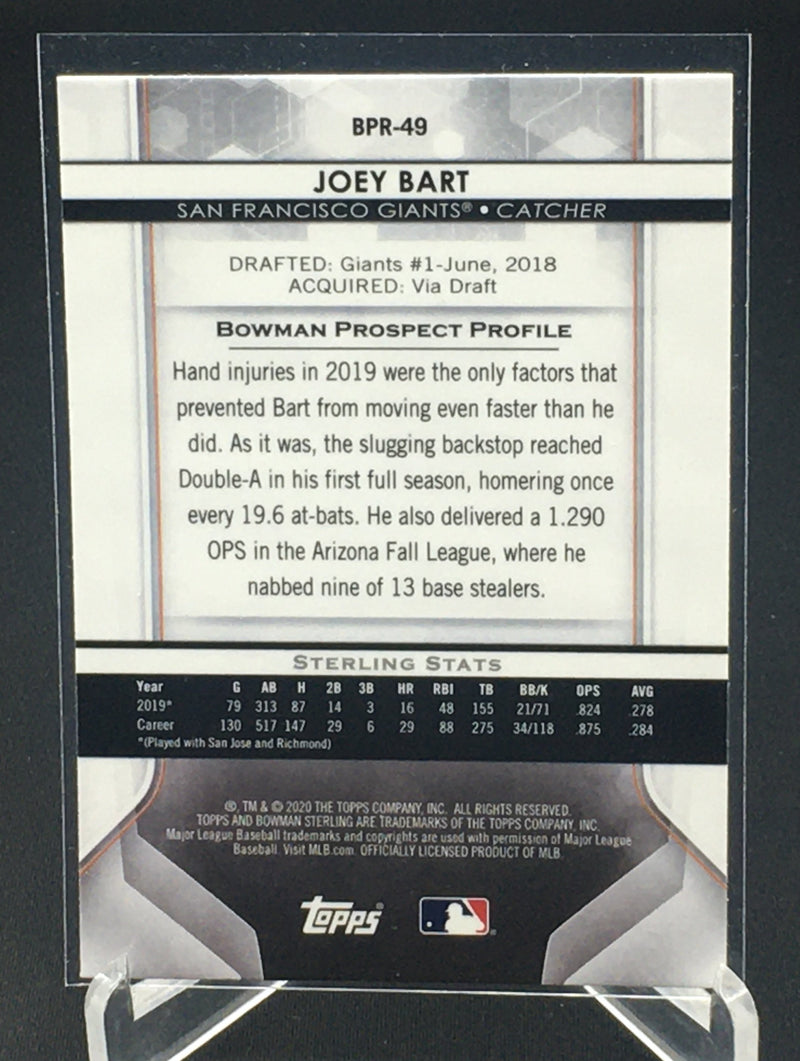 BPR-49
JOEY BART
SAN FRANCISCO GIANTS® • CATCHER
DRAFTED: Giants #1-June, 2018
ACQUIRED: Via Draft
BOWMAN PROSPECT PROFILE
Hand injuries in 2019 were the only factors that
prevented Bart from moving even faster than he
did. As it was, the slugging backstop reached
Double-A in his first full season, homering once
every 19.6 at-bats. He also delivered a 1.290
OPS in the Arizona Fall League, where he
nabbed nine of 13 base stealers.
STERLING STATS
Year G AB H 2B 3B HR RBI TB BB/K OPS AVG
2019* 79 313 87 14 3 16 48 155 21/71 .824 .278
Career 130 517 147 29 6 29 88 275 34/118 .875 .284
*(Played with San Jose and Richmond)
®, TM & © 2020 THE TOPPS COMPANY, INC. ALL RIGHTS RESERVED.
TOPPS AND BOWMAN STERLING ARE TRADEMARKS OF THE TOPPS COMPANY, INC.
Major League Baseball trademarks and copyrights are used with permission of Major League
Baseball. Visit MLB.com. OFFICIALLY LICENSED PRODUCT OF MLB.
Topps®